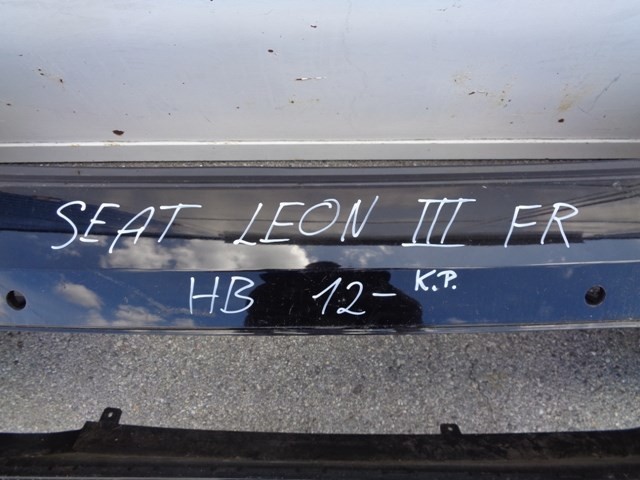 SEAT LEON III FR
HB 12- K.P.